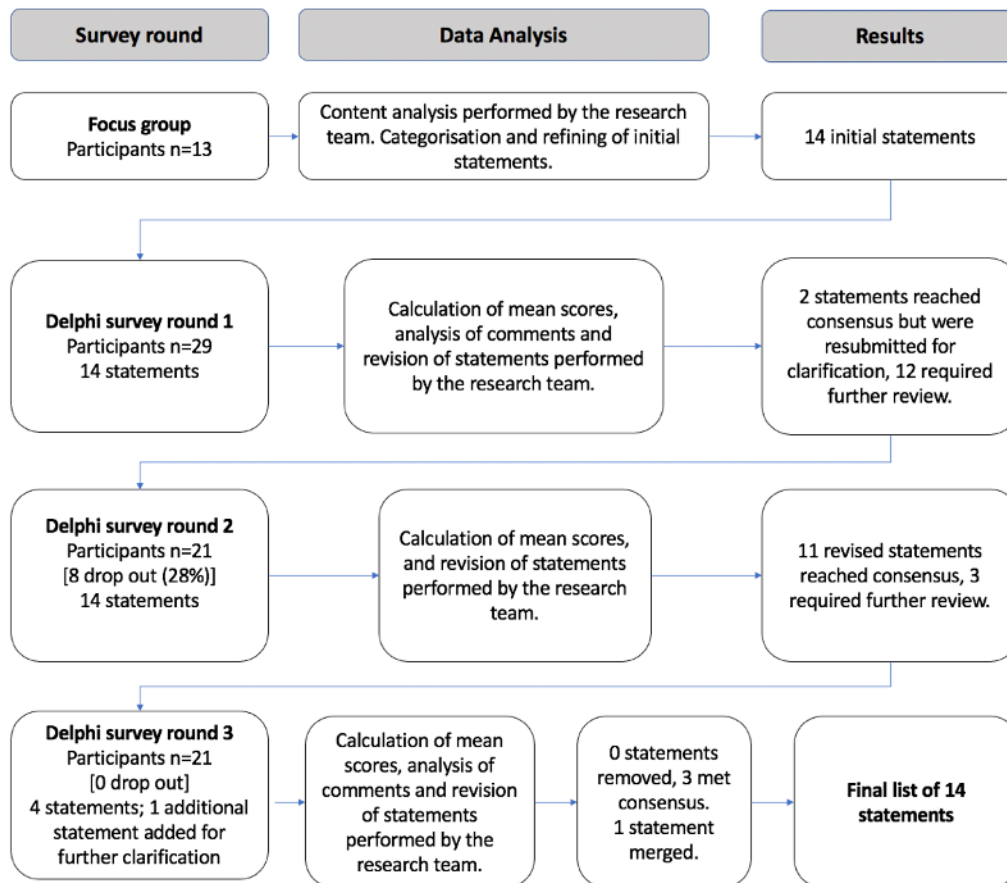 Survey round
Data Analysis
Results
Focus group
Participants n=13
Content analysis performed by the research
team. Categorisation and refining of initial
statements.
14 initial statements
Delphi survey round 1
Participants n=29
14 statements
Calculation of mean scores,
analysis of comments and
revision of statements performed
by the research team.
2 statements reached
consensus but were
resubmitted for
clarification, 12 required
further review.
Delphi survey round 2
Participants n=21
[8 drop out (28%)]
14 statements
Calculation of mean scores,
and revision of statements
performed by the research
team.
11 revised statements
reached consensus, 3
required further review.
Delphi survey round 3
Participants n=21
[0 drop out]
4 statements; 1 additional
statement added for
further clarification
Calculation of mean
scores, analysis of
comments and revision
of statements
performed by the
research team.
0 statements
removed, 3 met
consensus.
1 statement
merged.
Final list of 14
statements